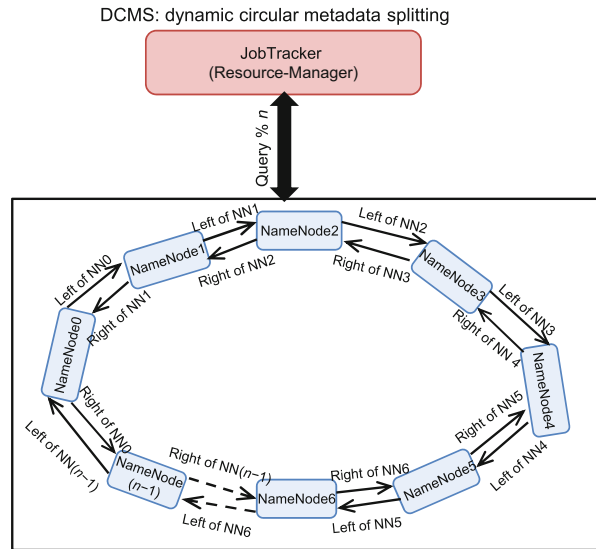 DCMS: dynamic circular metadata splitting
JobTracker
(Resource-Manager)
Query % n
Left of NN1
NameNode2
Left of NN2
Left of NN0
NameNode1
Right of NN2
Right of NN3
NameNode3
Right of NN1
Left of NN3
NameNode0
Right of NN 4
NameNode4
Right of NN0
Right of NN5
Left of NN(n−1)
NameNode
(n−1)
Right of NN(n−1)
Right of NN6
NameNode5
Left of NN4
NameNode6
Left of NN6
Left of NN5